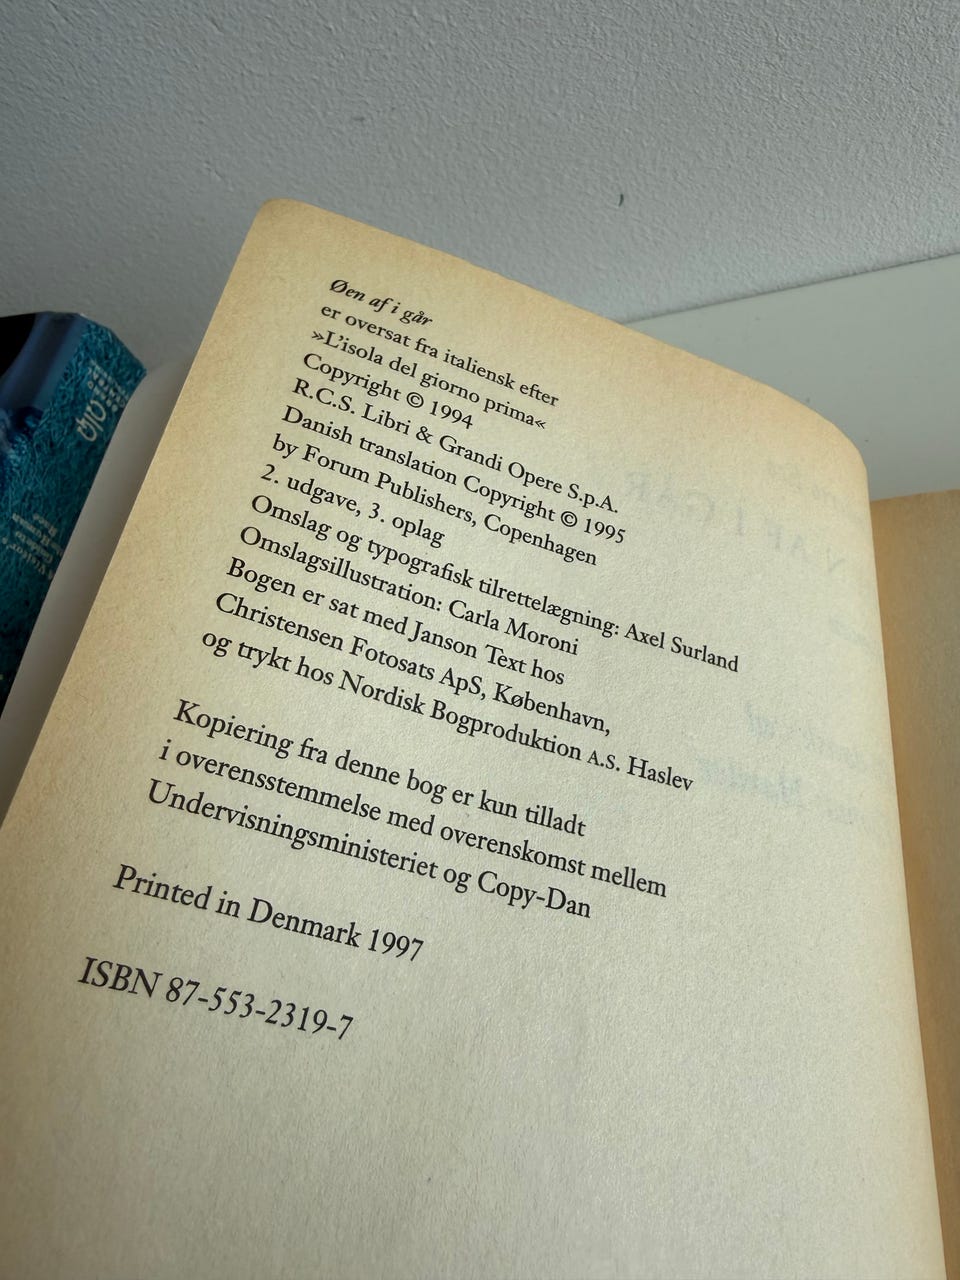 Øen af i går
er oversat fra italiensk efter
»L'isola del giorno prima«
Copyright © 1994
R.C.S. Libri & Grandi Opere S.p.A.
Danish translation Copyright © 1995
by Forum Publishers, Copenhagen
2. udgave, 3. oplag
Omslag og typografisk tilrettelægning: Axel Surland
Omslagsillustration: Carla Moroni
Bogen er sat med Janson Text hos
Christensen Fotosats ApS, København,
og trykt hos Nordisk Bogproduktion A.S. Haslev
Kopiering fra denne bog er kun tilladt
i overensstemmelse med overenskomst mellem
Undervisningsministeriet og Copy-Dan
Printed in Denmark 1997
ISBN 87-553-2319-7